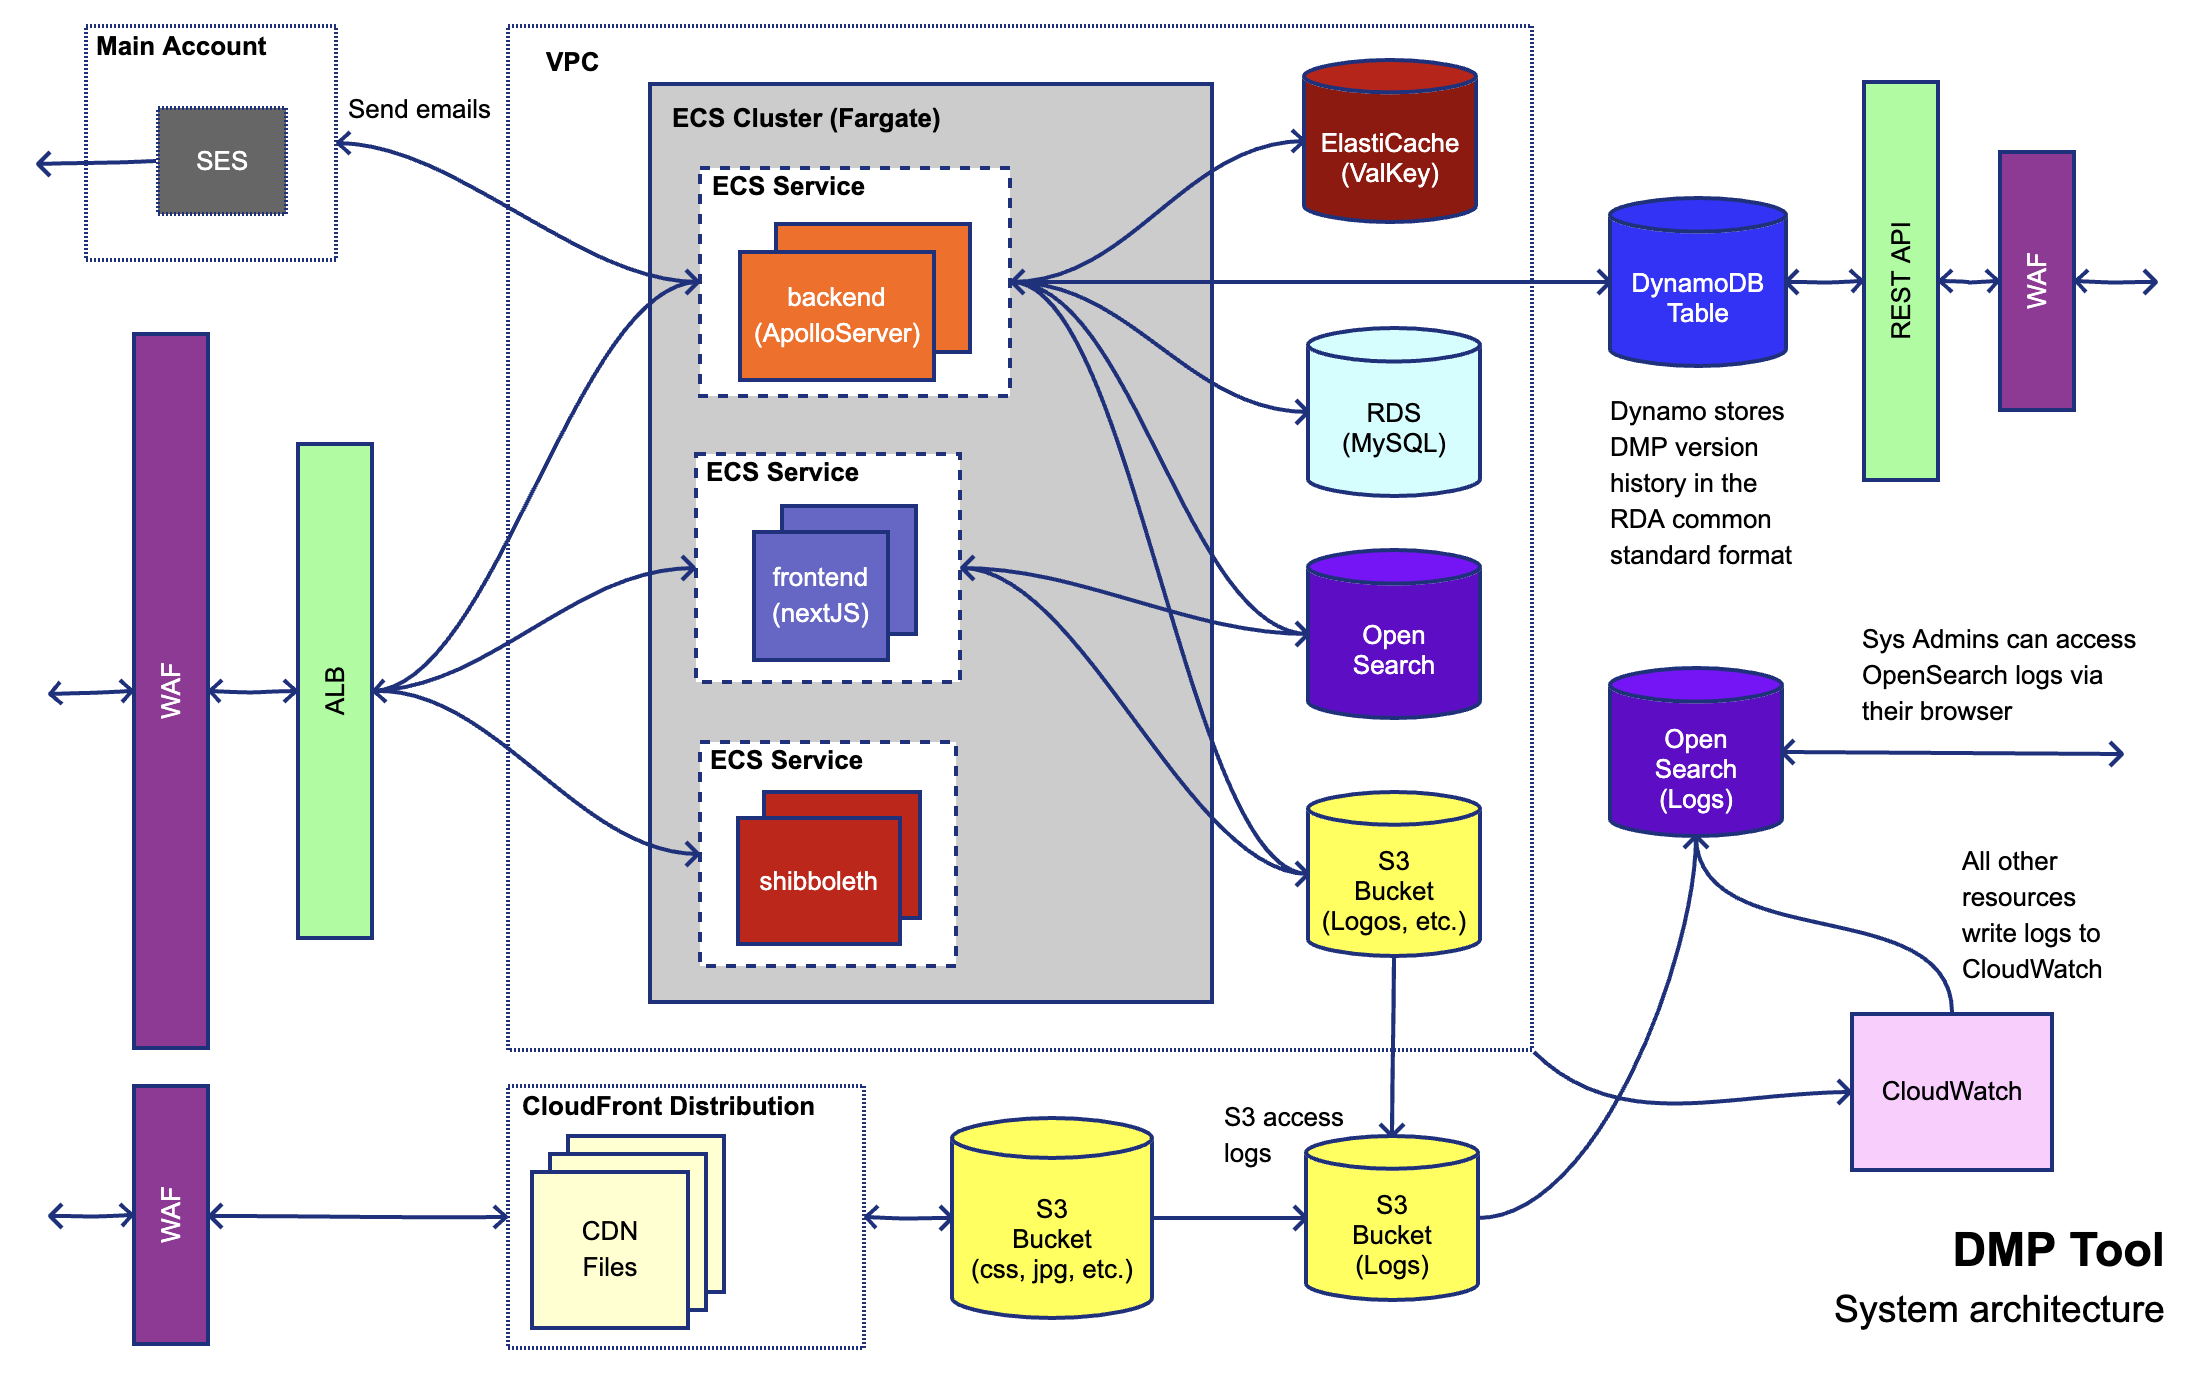 Main Account
SES
Send emails
VPC
ECS Cluster (Fargate)
ECS Service
backend
(ApolloServer)
ECS Service
frontend
(nextJS)
ECS Service
shibboleth
WAF
ALB
ElastiCache
(ValKey)
RDS
(MySQL)
Open
Search
S3
Bucket
(Logos, etc.)
DynamoDB
Table
REST API
WAF
Dynamo stores
DMP version
history in the
RDA common
standard format
Sys Admins can access
OpenSearch logs via
their browser
Open
Search
(Logs)
All other
resources
write logs to
CloudWatch
CloudWatch
WAF
CloudFront Distribution
CDN
Files
S3
Bucket
(css, jpg, etc.)
S3 access
logs
S3
Bucket
(Logs)
DMP Tool
System architecture